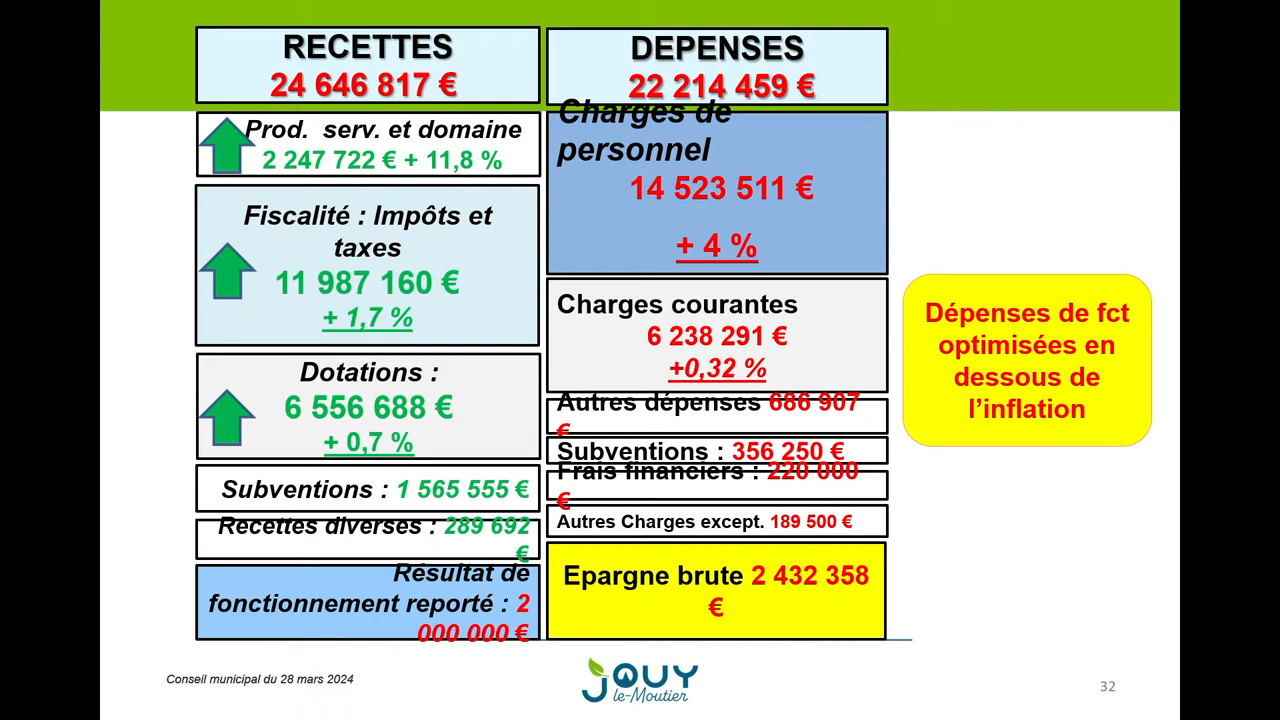 RECETTES
24 646 817 €
Prod. serv. et domaine
2 247 722 € + 11,8 %
Fiscalité : Impôts et
taxes
11 987 160 €
+ 1,7 %
Dotations :
6 556 688 €
+ 0,7 %
Subventions : 1 565 555 €
Recettes diverses : 289 692
€
Résultat de
fonctionnement reporté : 2
000 000 €
DEPENSES
22 214 459 €
Charges de
personnel
14 523 511 €
+ 4 %
Charges courantes
6 238 291 €
+0,32 %
Autres dépenses 686 907
€
Subventions : 356 250 €
Frais financiers : 220 000
€
Autres Charges except. 189 500 €
Epargne brute 2 432 358
€
Dépenses de fct
optimisées en
dessous de
l’inflation
Conseil municipal du 28 mars 2024
JOUY
le-Moutier
32